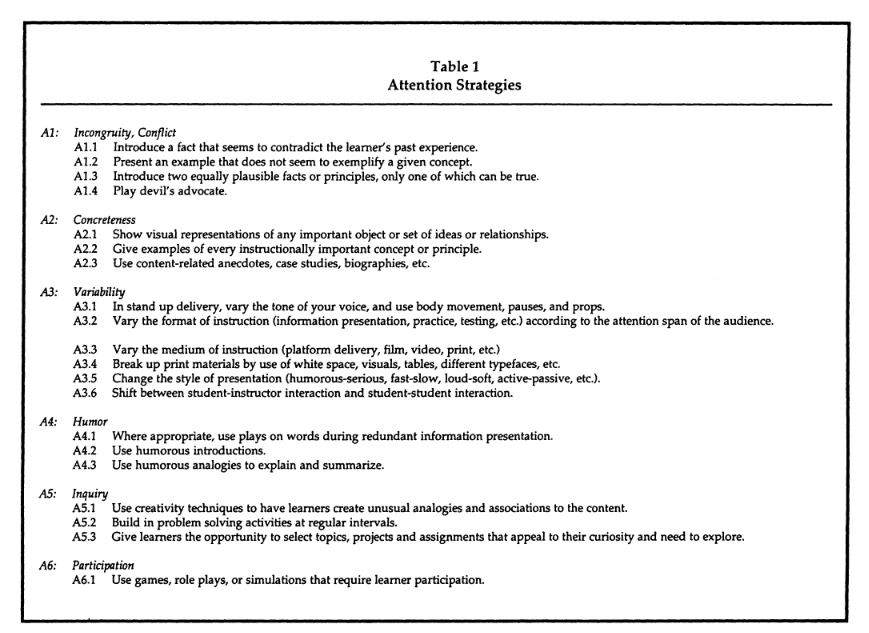 Table 1
Attention Strategies
A1: Incongruity, Conflict
A1.1 Introduce a fact that seems to contradict the learner's past experience.
A1.2 Present an example that does not seem to exemplify a given concept.
A1.3 Introduce two equally plausible facts or principles, only one of which can be true.
A1.4 Play devil's advocate.
A2: Concreteness
A2.1 Show visual representations of any important object or set of ideas or relationships.
A2.2 Give examples of every instructionally important concept or principle.
A2.3 Use content-related anecdotes, case studies, biographies, etc.
A3: Variability
A3.1 In stand up delivery, vary the tone of your voice, and use body movement, pauses, and props.
A3.2 Vary the format of instruction (information presentation, practice, testing, etc.) according to the attention span of the audience.
A3.3 Vary the medium of instruction (platform delivery, film, video, print, etc.)
A3.4 Break up print materials by use of white space, visuals, tables, different typefaces, etc.
A3.5 Change the style of presentation (humorous-serious, fast-slow, loud-soft, active-passive, etc.).
A3.6 Shift between student-instructor interaction and student-student interaction.
A4: Humor
A4.1 Where appropriate, use plays on words during redundant information presentation.
A4.2 Use humorous introductions.
A4.3 Use humorous analogies to explain and summarize.
A5: Inquiry
A5.1 Use creativity techniques to have learners create unusual analogies and associations to the content.
A5.2 Build in problem solving activities at regular intervals.
A5.3 Give learners the opportunity to select topics, projects and assignments that appeal to their curiosity and need to explore.
A6: Participation
A6.1 Use games, role plays, or simulations that require learner participation.